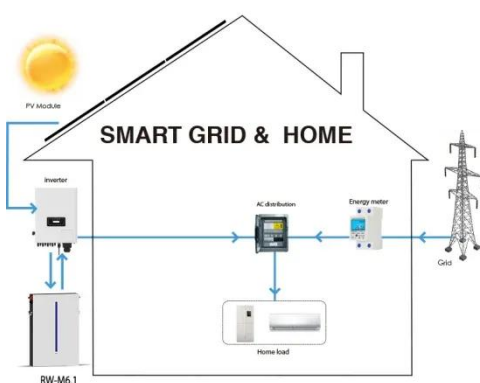 PV Module
SMART GRID & HOME
inverter
AC distribution
Energy meter
Grid
Home load
RW-M6.1